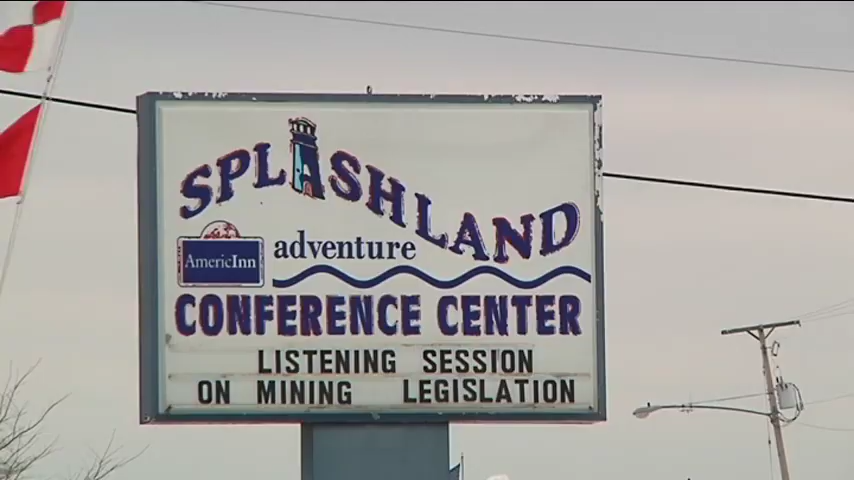 SPLASHLAND
AmericInn
adventure
CONFERENCE CENTER
LISTENING SESSION
ON MINING LEGISLATION